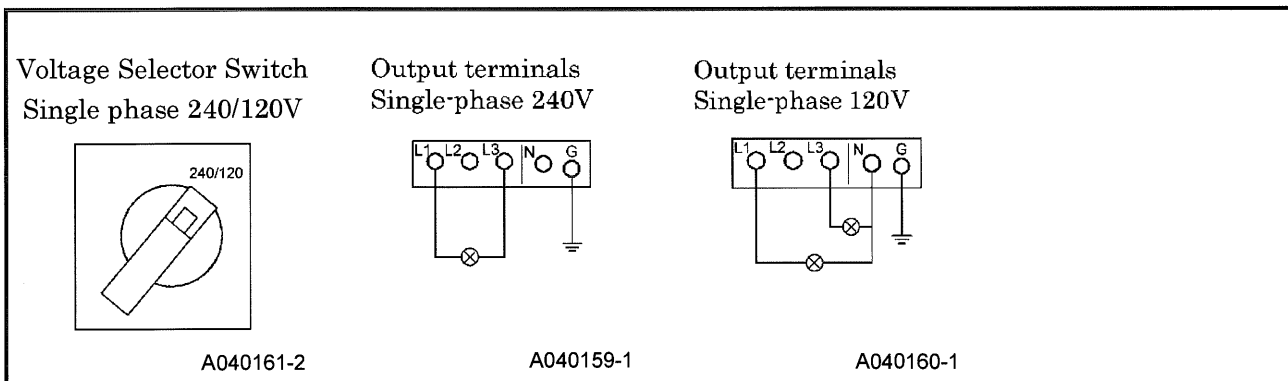 Voltage Selector Switch
Single phase 240/120V
240/120
A040161-2
Output terminals
Single-phase 240V
L1 L2 L3 N G
A040159-1
Output terminals
Single-phase 120V
L1 L2 L3 N G
A040160-1